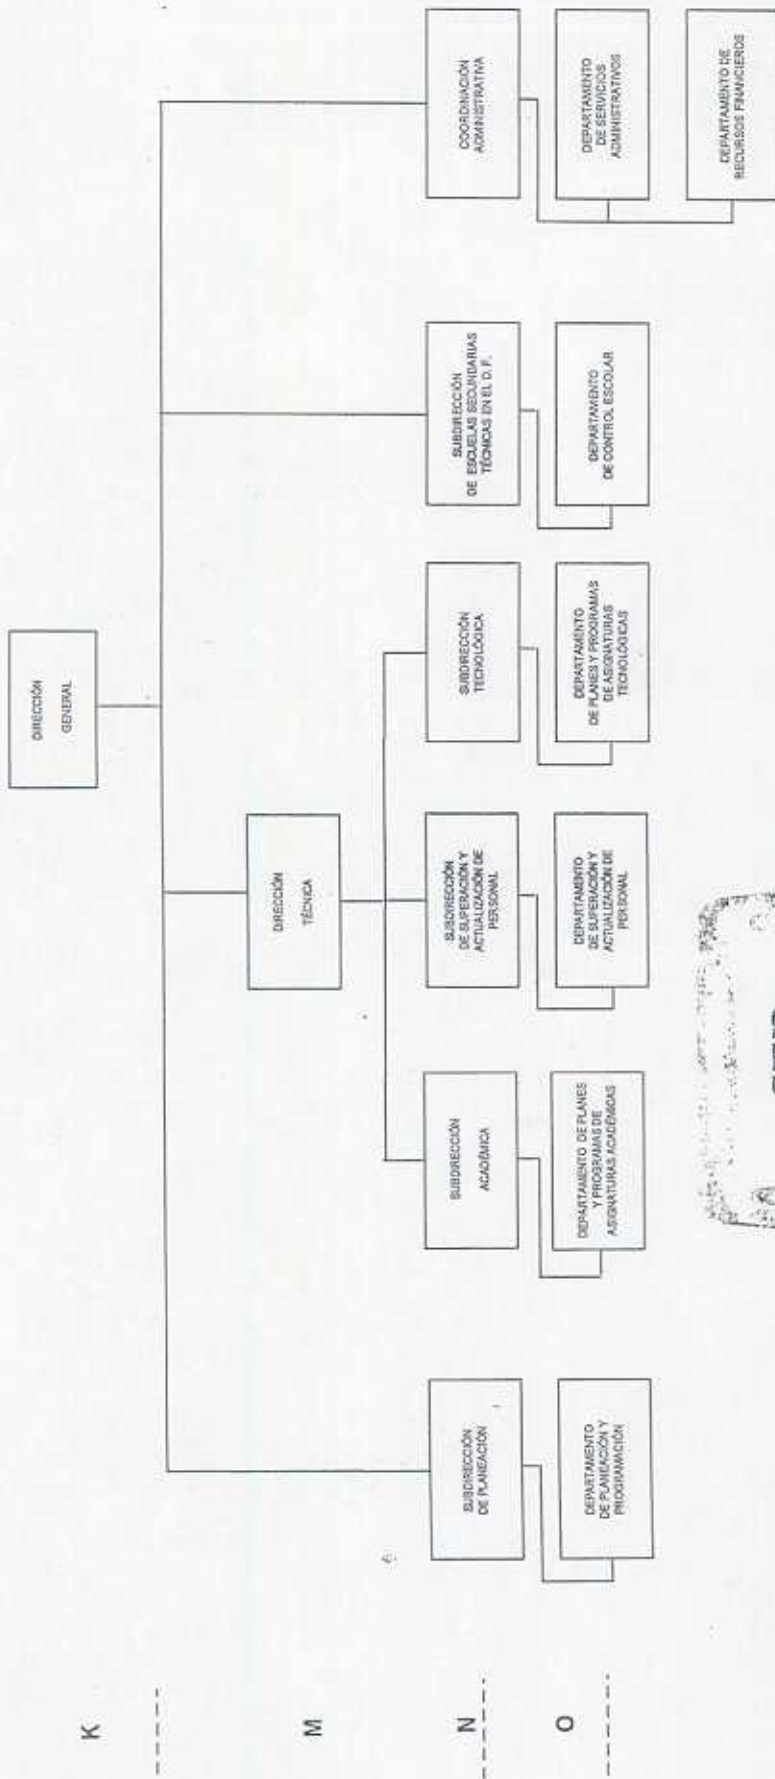 K
DIRECCIÓN
GENERAL
M
DIRECCIÓN
TÉCNICA
N
SUBDIRECCIÓN
DE PLANEACIÓN
SUBDIRECCIÓN
ACADÉMICA
SUBDIRECCIÓN
DE SUPERACIÓN Y
ACTUALIZACIÓN DE
PERSONAL
SUBDIRECCIÓN
TECNOLÓGICA
SUBDIRECCIÓN
DE ESCUELAS SECUNDARIAS
TÉCNICAS EN EL D. F.
COORDINACIÓN
ADMINISTRATIVA
O
DEPARTAMENTO
DE PLANEACIÓN Y
PROGRAMACIÓN
DEPARTAMENTO DE PLANES
Y PROGRAMAS DE
ASIGNATURAS ACADÉMICAS
DEPARTAMENTO
DE SUPERACIÓN Y
ACTUALIZACIÓN DE
PERSONAL
DEPARTAMENTO
DE PLANES Y PROGRAMAS
DE ASIGNATURAS
TECNOLÓGICAS
DEPARTAMENTO
DE CONTROL ESCOLAR
DEPARTAMENTO
DE SERVICIOS
ADMINISTRATIVOS
DEPARTAMENTO DE
RECURSOS FINANCIEROS